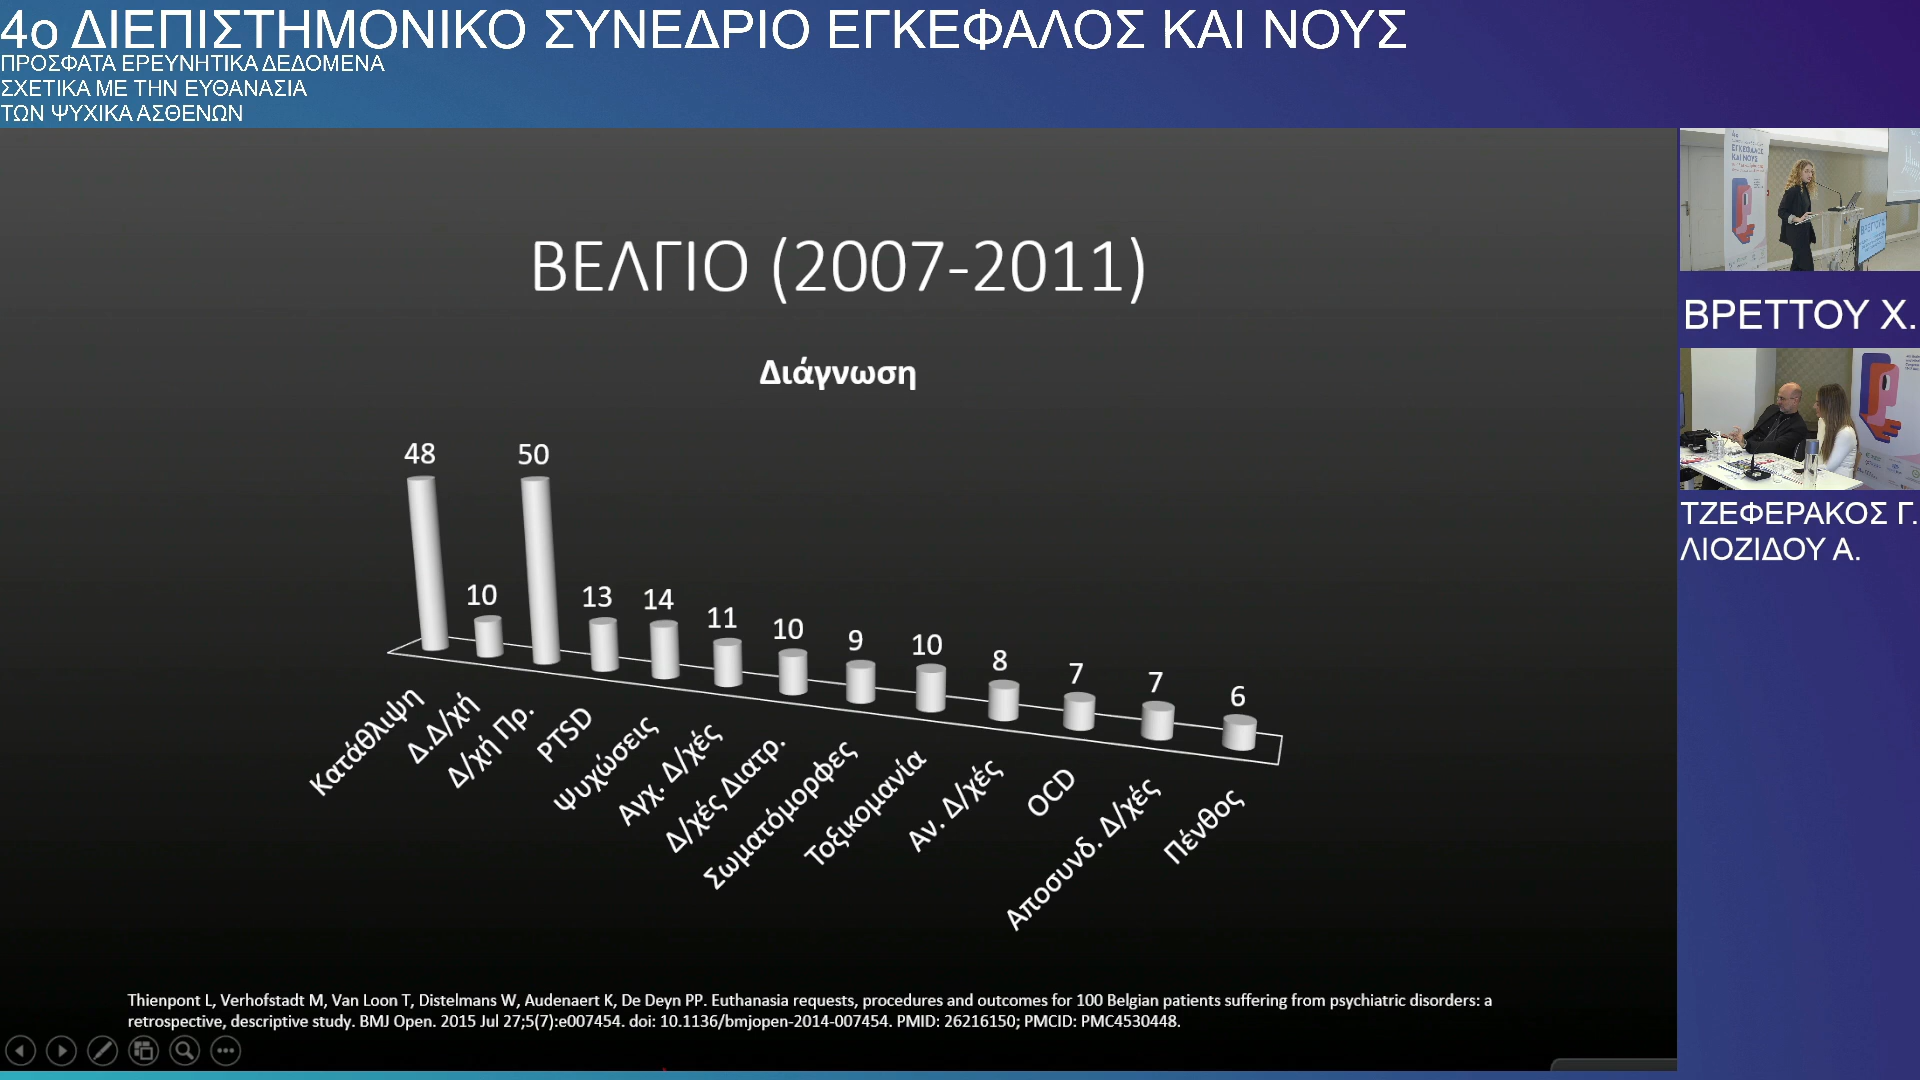 4ο ΔΙΕΠΙΣΤΗΜΟΝΙΚΟ ΣΥΝΕΔΡΙΟ ΕΓΚΕΦΑΛΟΣ ΚΑΙ ΝΟΥΣ
ΠΡΟΣΦΑΤΑ ΕΡΕΥΝΗΤΙΚΑ ΔΕΔΟΜΕΝΑ
ΣΧΕΤΙΚΑ ΜΕ ΤΗΝ ΕΥΘΑΝΑΣΙΑ
ΤΩΝ ΨΥΧΙΚΑ ΑΣΘΕΝΩΝ
ΒΕΛΓΙΟ (2007-2011)
Διάγνωση
48
10
50
13
14
11
10
9
10
8
7
7
6
Κατάθλιψη
Δ.Δ/χή
Δ/χή Πρ.
PTSD
Ψυχώσεις
Αγχ. Δ/χές
Δ/χές Διατρ.
Σωματόμορφες
Τοξικομανία
Αν. Δ/χές
OCD
Αποσυνδ. Δ/χές
Πένθος
Thienpont L, Verhofstadt M, Van Loon T, Distelmans W, Audenaert K, De Deyn PP. Euthanasia requests, procedures and outcomes for 100 Belgian patients suffering from psychiatric disorders: a
retrospective, descriptive study. BMJ Open. 2015 Jul 27;5(7):e007454. doi: 10.1136/bmjopen-2014-007454. PMID: 26216150; PMCID: PMC4530448.
ΕΓΚΕΦΑΛΟΣ
ΚΑΙ ΝΟΥΣ
ΒΡΕΤΤΟΥ Χ.
ΤΖΕΦΕΡΑΚΟΣ Γ.
ΛΙΟΖΙΔΟΥ Α.